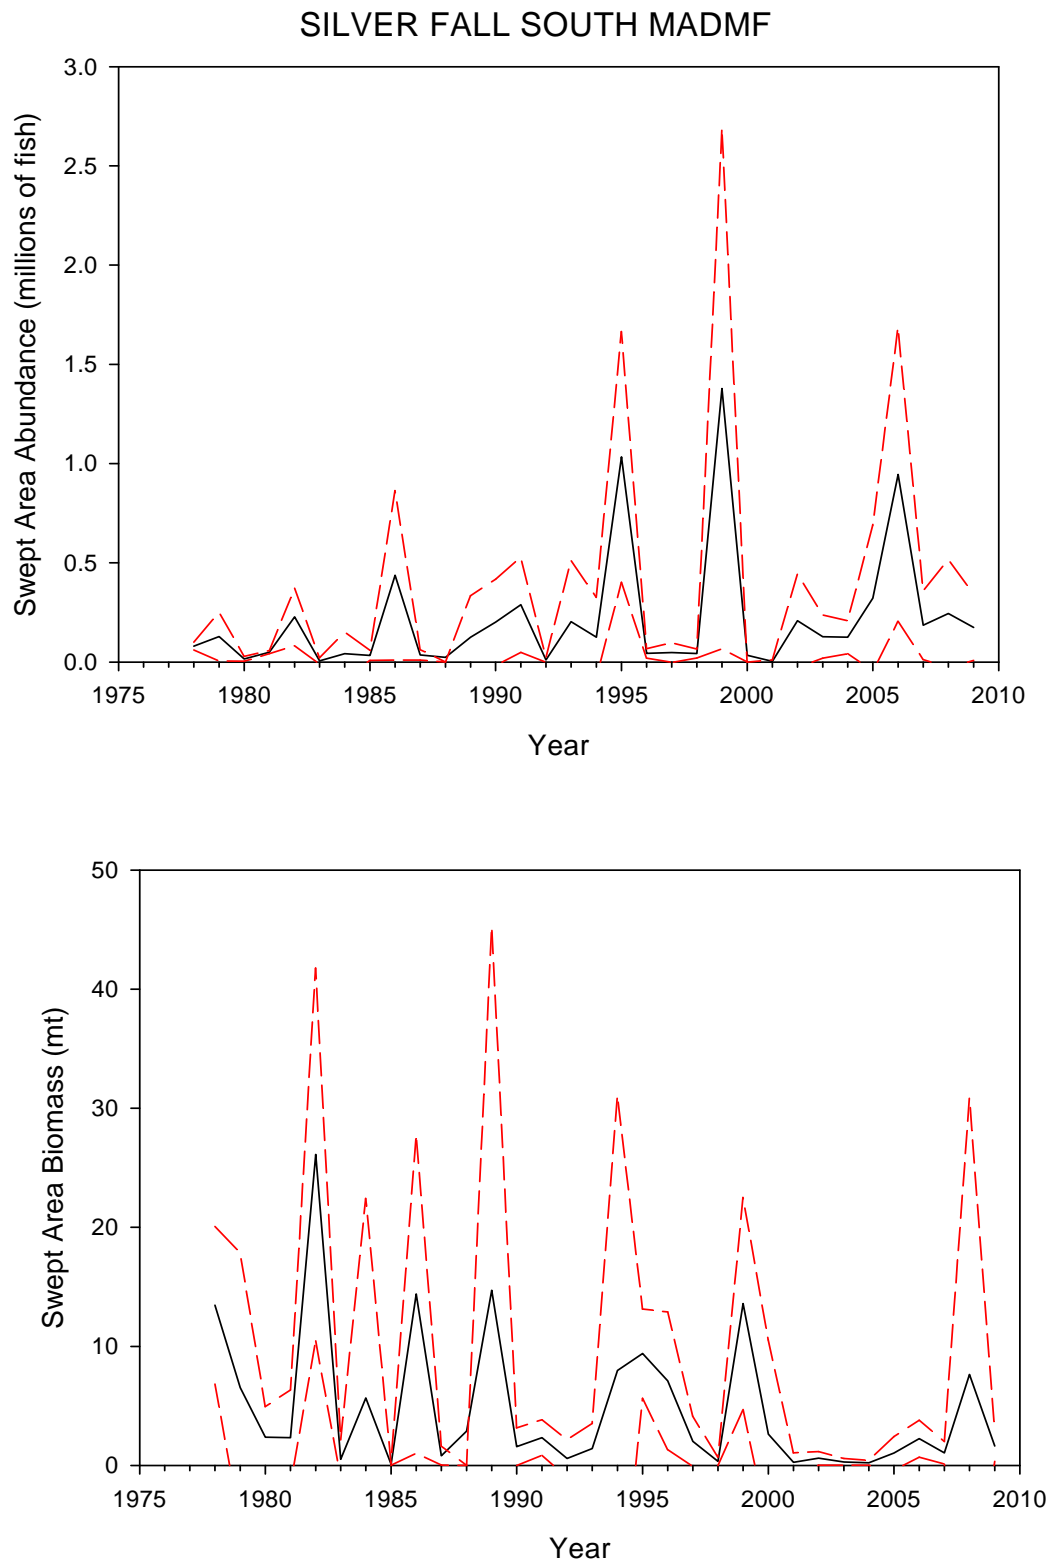 SILVER FALL SOUTH MADMF
3.0
2.5
2.0
1.5
1.0
0.5
0.0
Swept Area Abundance (millions of fish)
1975 1980 1985 1990 1995 2000 2005 2010
Year
50
40
30
20
10
0
Swept Area Biomass (mt)
1975 1980 1985 1990 1995 2000 2005 2010
Year